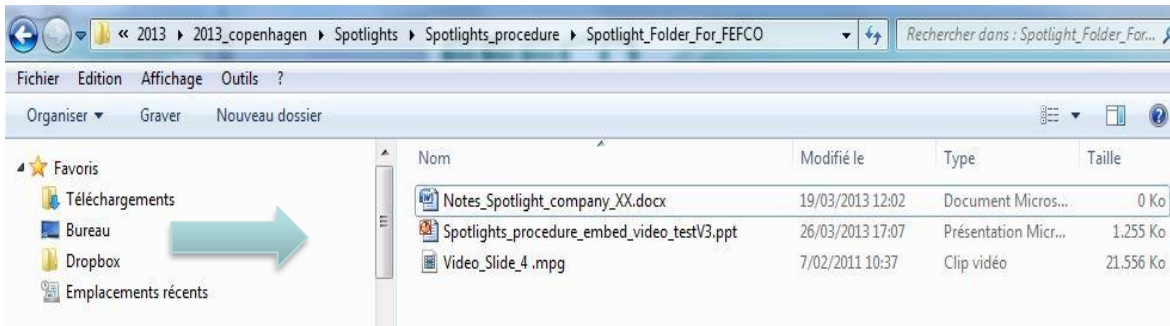 « 2013 ▸ 2013_copenhagen ▸ Spotlights ▸ Spotlights_procedure ▸ Spotlight_Folder_For_FEFCO Rechercher dans : Spotlight_Folder_For...
Fichier Edition Affichage Outils ?
Organiser ▾ Graver Nouveau dossier
Favoris Nom Modifié le Type Taille
Téléchargements Notes_Spotlight_company_XX.docx 19/03/2013 12:02 Document Micros... 0 Ko
Bureau Spotlights_procedure_embed_video_testV3.ppt 26/03/2013 17:07 Présentation Micr... 1.255 Ko
Dropbox Video_Slide_4 .mpg 7/02/2011 10:37 Clip vidéo 21.556 Ko
Emplacements récents